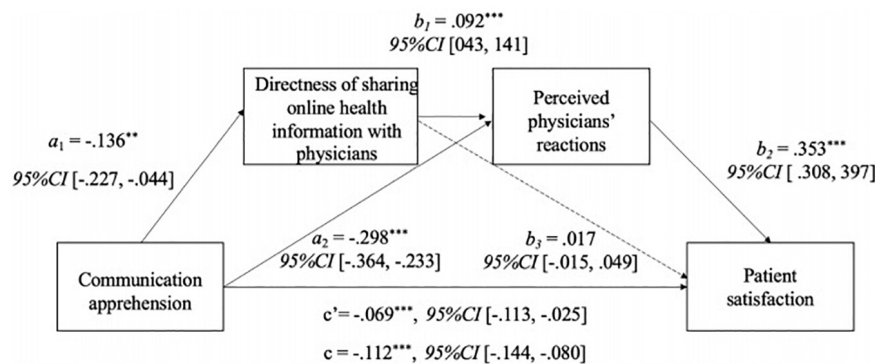 b₁ = .092***
95%CI [043, 141]
Directness of sharing
online health
information with
physicians
Perceived
physicians’
reactions
a₁ = -.136**
95%CI [-.227, -.044]
b₂ = .353***
95%CI [ .308, 397]
a₂ = -.298***
95%CI [-.364, -.233]
b₃ = .017
95%CI [-.015, .049]
Communication
apprehension
Patient
satisfaction
c’= -.069***, 95%CI [-.113, -.025]
c = -.112***, 95%CI [-.144, -.080]